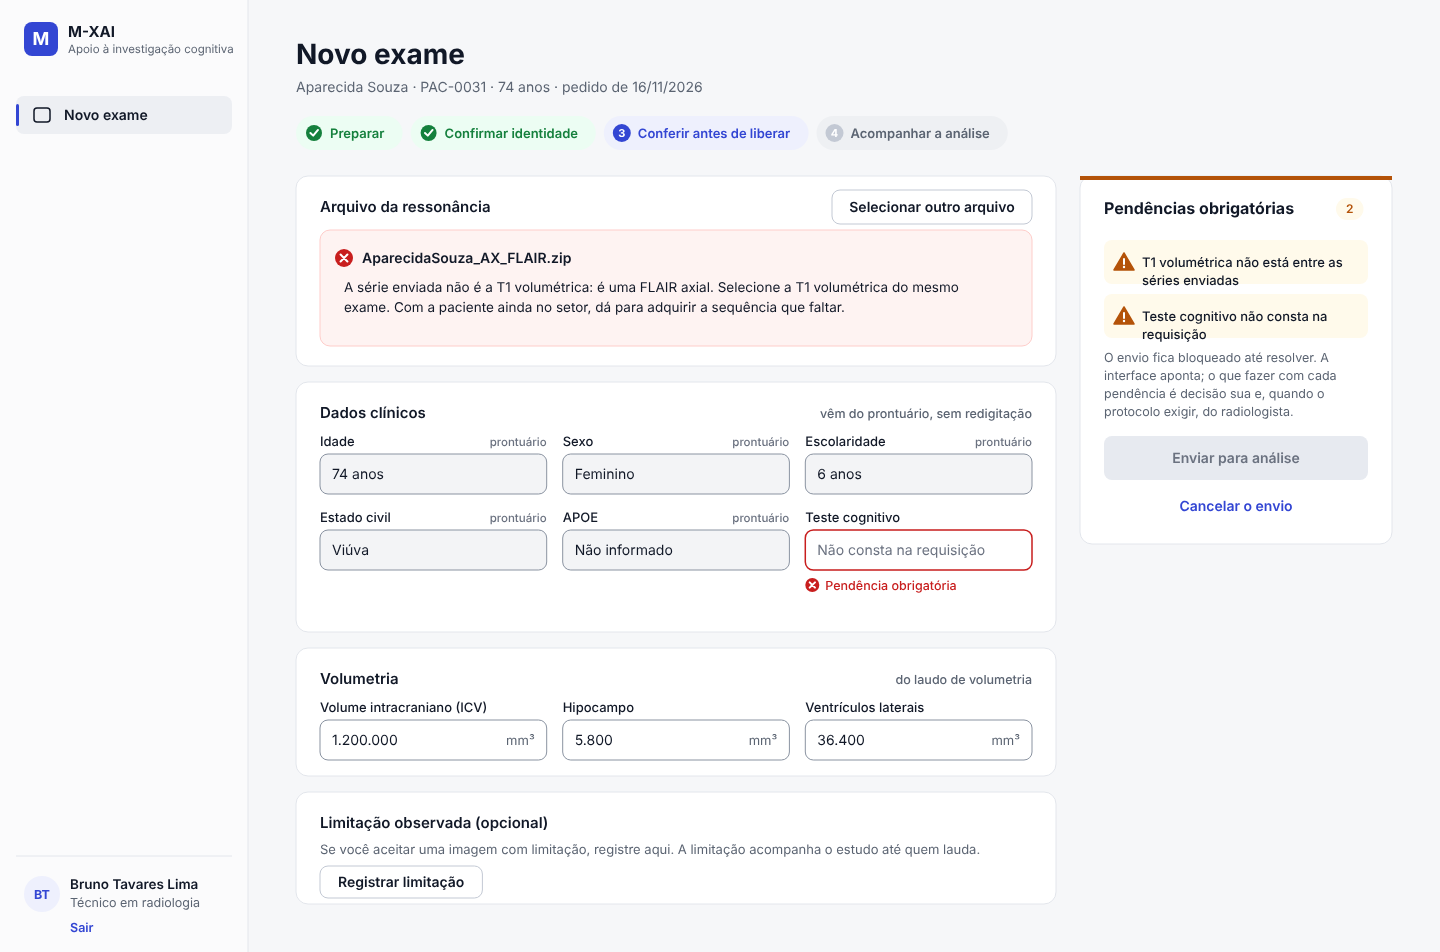 M
M-XAI
Apoio à investigação cognitiva
Novo exame
Bruno Tavares Lima
BT
Técnico em radiologia
Sair
Novo exame
Aparecida Souza · PAC-0031 · 74 anos · pedido de 16/11/2026
Preparar
Confirmar identidade
3 Conferir antes de liberar
4 Acompanhar a análise
Arquivo da ressonância
Selecionar outro arquivo
AparecidaSouza_AX_FLAIR.zip
A série enviada não é a T1 volumétrica: é uma FLAIR axial. Selecione a T1 volumétrica do mesmo
exame. Com a paciente ainda no setor, dá para adquirir a sequência que faltar.
Dados clínicos
vêm do prontuário, sem redigitação
Idade prontuário
74 anos
Sexo prontuário
Feminino
Escolaridade prontuário
6 anos
Estado civil prontuário
Viúva
APOE prontuário
Não informado
Teste cognitivo
Não consta na requisição
Pendência obrigatória
Volumetria
do laudo de volumetria
Volume intracraniano (ICV)
1.200.000 mm³
Hipocampo
5.800 mm³
Ventrículos laterais
36.400 mm³
Limitação observada (opcional)
Se você aceitar uma imagem com limitação, registre aqui. A limitação acompanha o estudo até quem lauda.
Registrar limitação
Pendências obrigatórias 2
T1 volumétrica não está entre as
séries enviadas
Teste cognitivo não consta na
requisição
O envio fica bloqueado até resolver. A
interface aponta; o que fazer com cada
pendência é decisão sua e, quando o
protocolo exigir, do radiologista.
Enviar para análise
Cancelar o envio